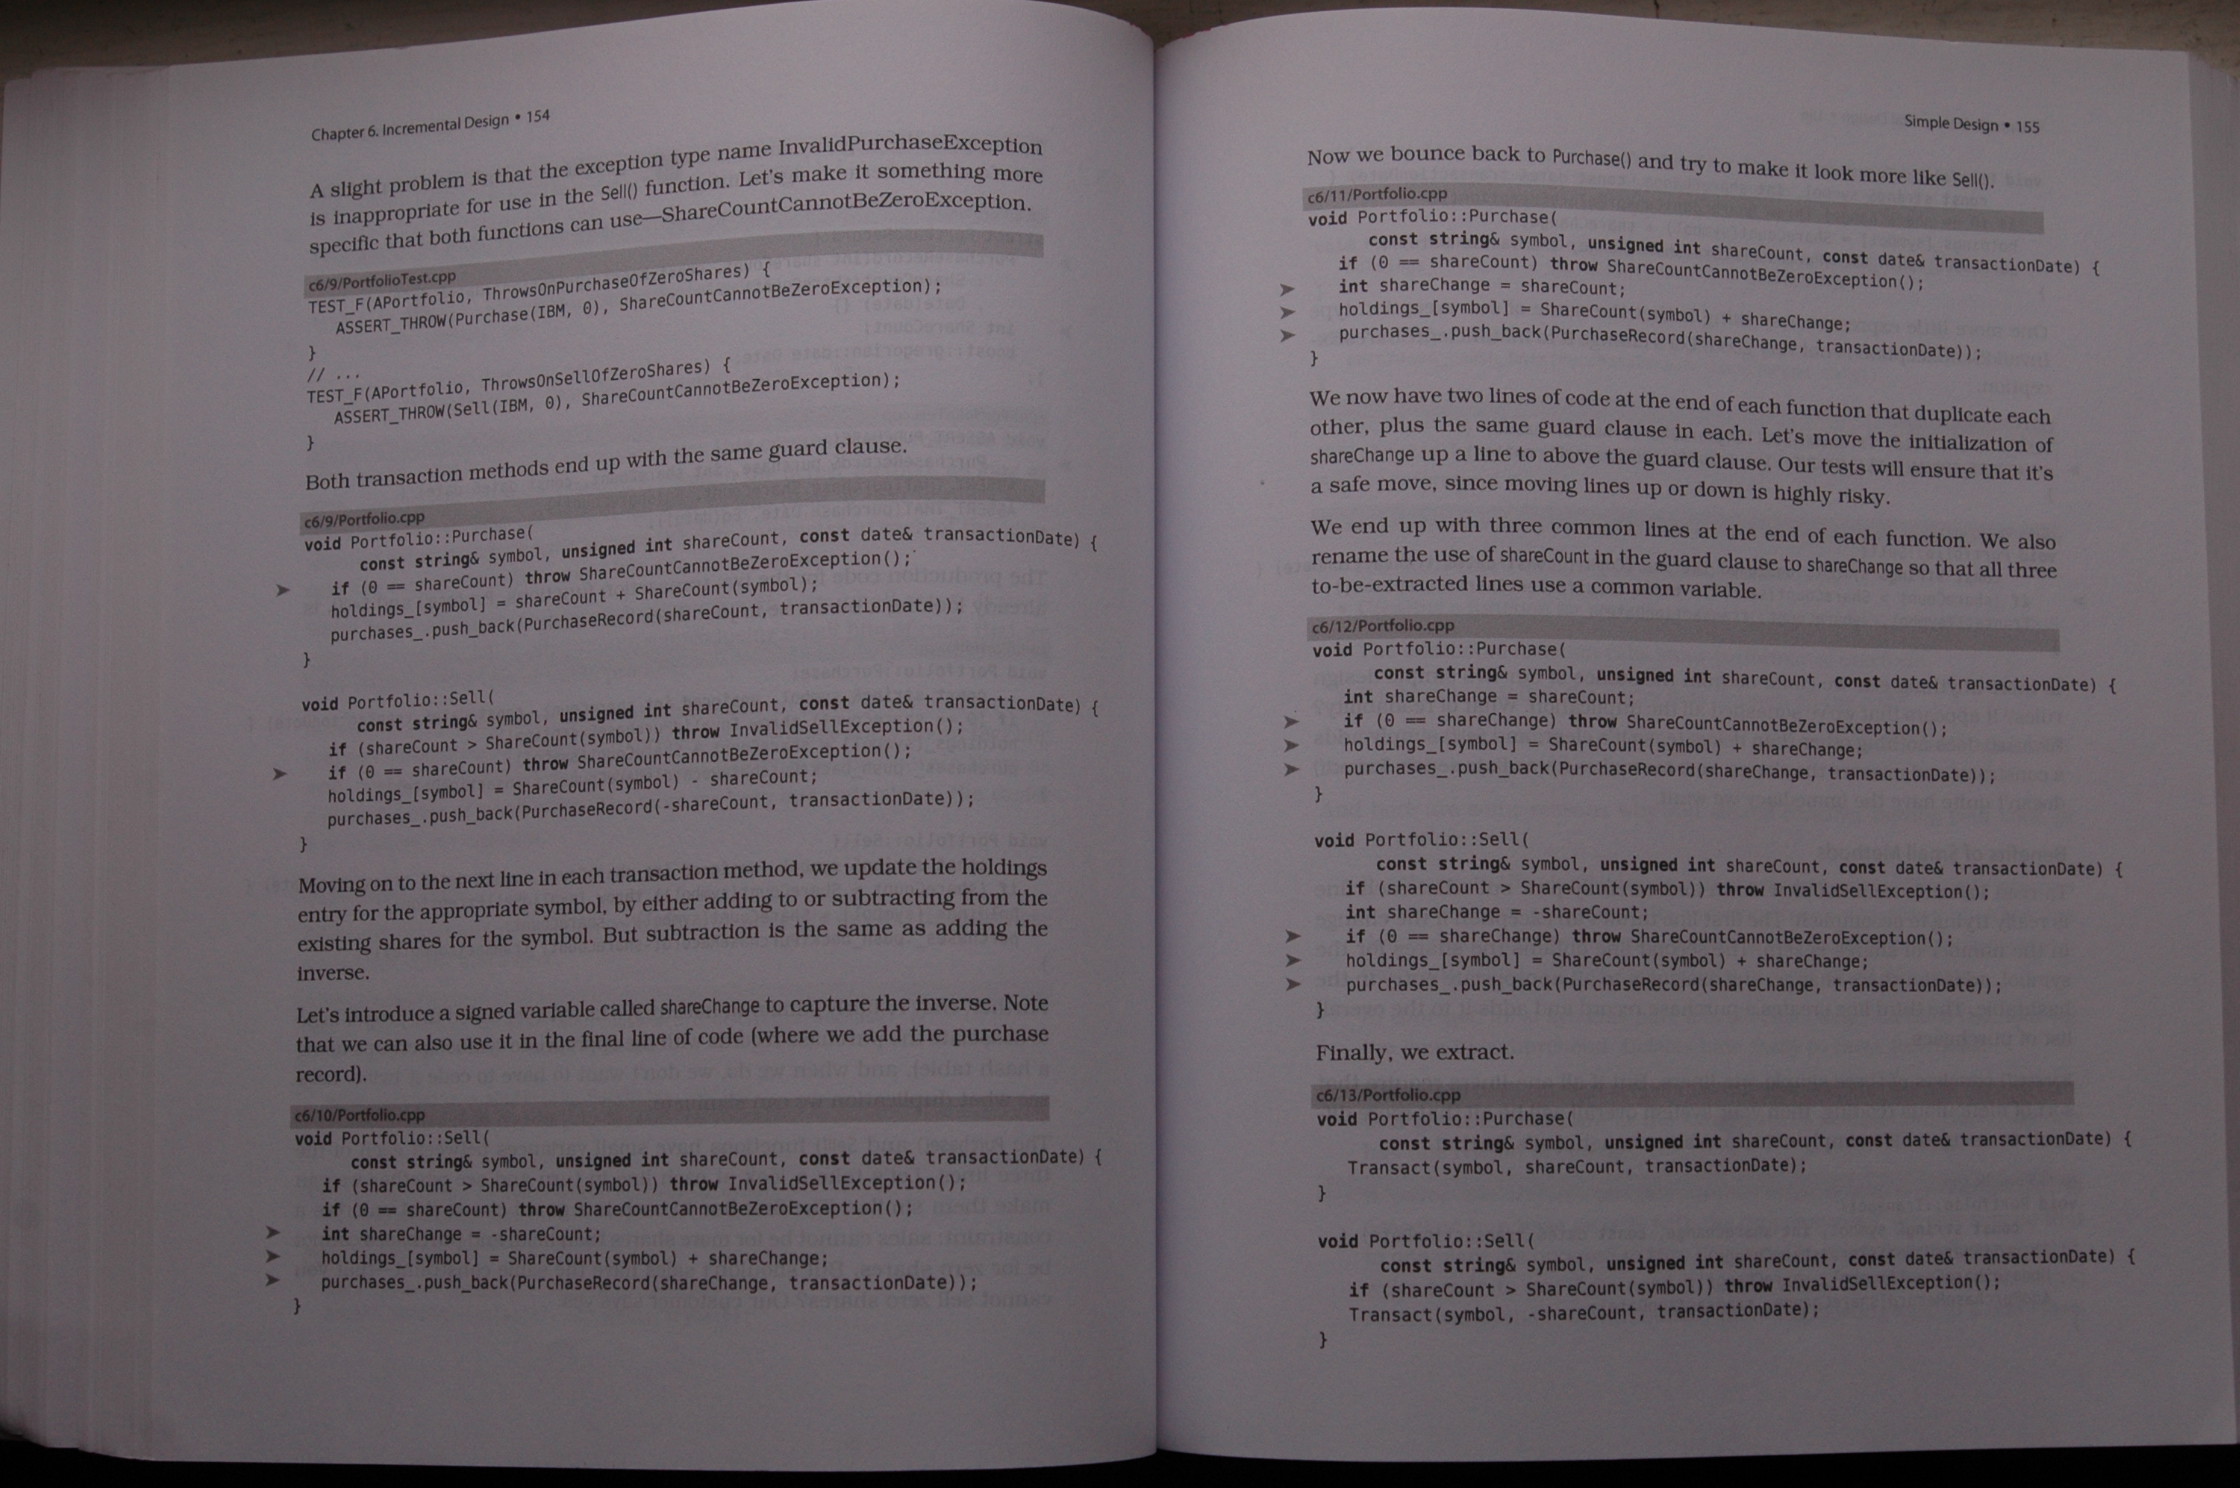 Chapter 6. Incremental Design • 154
A slight problem is that the exception type name InvalidPurchaseException
is inappropriate for use in the Sell() function. Let's make it something more
specific that both functions can use—ShareCountCannotBeZeroException.
c6/9/PortfolioTest.cpp
TEST_F(APortfolio, ThrowsOnPurchaseOfZeroShares) {
ASSERT_THROW(Purchase(IBM, 0), ShareCountCannotBeZeroException);
}
// ...
TEST_F(APortfolio, ThrowsOnSellOfZeroShares) {
ASSERT_THROW(Sell(IBM, 0), ShareCountCannotBeZeroException);
}
Both transaction methods end up with the same guard clause.
c6/9/Portfolio.cpp
void Portfolio::Purchase(
const string& symbol, unsigned int shareCount, const date& transactionDate) {
➤ if (0 == shareCount) throw ShareCountCannotBeZeroException();
holdings_[symbol] = shareCount + ShareCount(symbol);
purchases_.push_back(PurchaseRecord(shareCount, transactionDate));
}
void Portfolio::Sell(
const string& symbol, unsigned int shareCount, const date& transactionDate) {
if (shareCount > ShareCount(symbol)) throw InvalidSellException();
➤ if (0 == shareCount) throw ShareCountCannotBeZeroException();
holdings_[symbol] = ShareCount(symbol) - shareCount;
purchases_.push_back(PurchaseRecord(-shareCount, transactionDate));
}
Moving on to the next line in each transaction method, we update the holdings
entry for the appropriate symbol, by either adding to or subtracting from the
existing shares for the symbol. But subtraction is the same as adding the
inverse.
Let's introduce a signed variable called shareChange to capture the inverse. Note
that we can also use it in the final line of code (where we add the purchase
record).
c6/10/Portfolio.cpp
void Portfolio::Sell(
const string& symbol, unsigned int shareCount, const date& transactionDate) {
if (shareCount > ShareCount(symbol)) throw InvalidSellException();
if (0 == shareCount) throw ShareCountCannotBeZeroException();
➤ int shareChange = -shareCount;
➤ holdings_[symbol] = ShareCount(symbol) + shareChange;
➤ purchases_.push_back(PurchaseRecord(shareChange, transactionDate));
}
Simple Design • 155
Now we bounce back to Purchase() and try to make it look more like Sell().
c6/11/Portfolio.cpp
void Portfolio::Purchase(
const string& symbol, unsigned int shareCount, const date& transactionDate) {
if (0 == shareCount) throw ShareCountCannotBeZeroException();
➤ int shareChange = shareCount;
➤ holdings_[symbol] = ShareCount(symbol) + shareChange;
➤ purchases_.push_back(PurchaseRecord(shareChange, transactionDate));
}
We now have two lines of code at the end of each function that duplicate each
other, plus the same guard clause in each. Let's move the initialization of
shareChange up a line to above the guard clause. Our tests will ensure that it's
a safe move, since moving lines up or down is highly risky.
We end up with three common lines at the end of each function. We also
rename the use of shareCount in the guard clause to shareChange so that all three
to-be-extracted lines use a common variable.
c6/12/Portfolio.cpp
void Portfolio::Purchase(
const string& symbol, unsigned int shareCount, const date& transactionDate) {
int shareChange = shareCount;
➤ if (0 == shareChange) throw ShareCountCannotBeZeroException();
➤ holdings_[symbol] = ShareCount(symbol) + shareChange;
➤ purchases_.push_back(PurchaseRecord(shareChange, transactionDate));
}
void Portfolio::Sell(
const string& symbol, unsigned int shareCount, const date& transactionDate) {
if (shareCount > ShareCount(symbol)) throw InvalidSellException();
int shareChange = -shareCount;
➤ if (0 == shareChange) throw ShareCountCannotBeZeroException();
➤ holdings_[symbol] = ShareCount(symbol) + shareChange;
➤ purchases_.push_back(PurchaseRecord(shareChange, transactionDate));
}
Finally, we extract.
c6/13/Portfolio.cpp
void Portfolio::Purchase(
const string& symbol, unsigned int shareCount, const date& transactionDate) {
Transact(symbol, shareCount, transactionDate);
}
void Portfolio::Sell(
const string& symbol, unsigned int shareCount, const date& transactionDate) {
if (shareCount > ShareCount(symbol)) throw InvalidSellException();
Transact(symbol, -shareCount, transactionDate);
}